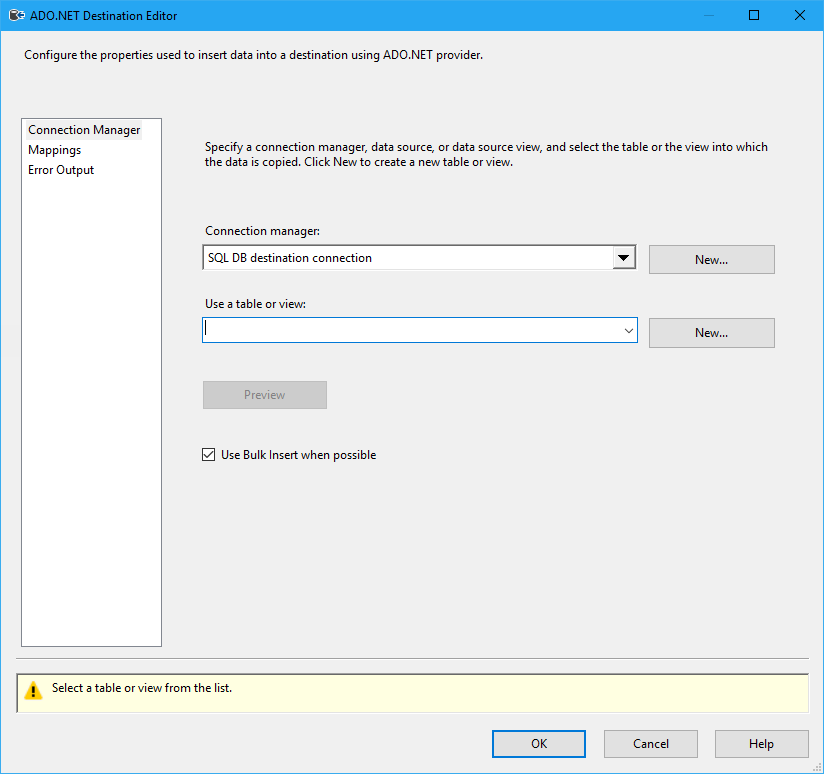 ADO.NET Destination Editor
Configure the properties used to insert data into a destination using ADO.NET provider.
Connection Manager
Mappings
Error Output
Specify a connection manager, data source, or data source view, and select the table or the view into which
the data is copied. Click New to create a new table or view.
Connection manager:
SQL DB destination connection
New...
Use a table or view:
New...
Preview
Use Bulk Insert when possible
Select a table or view from the list.
OK
Cancel
Help